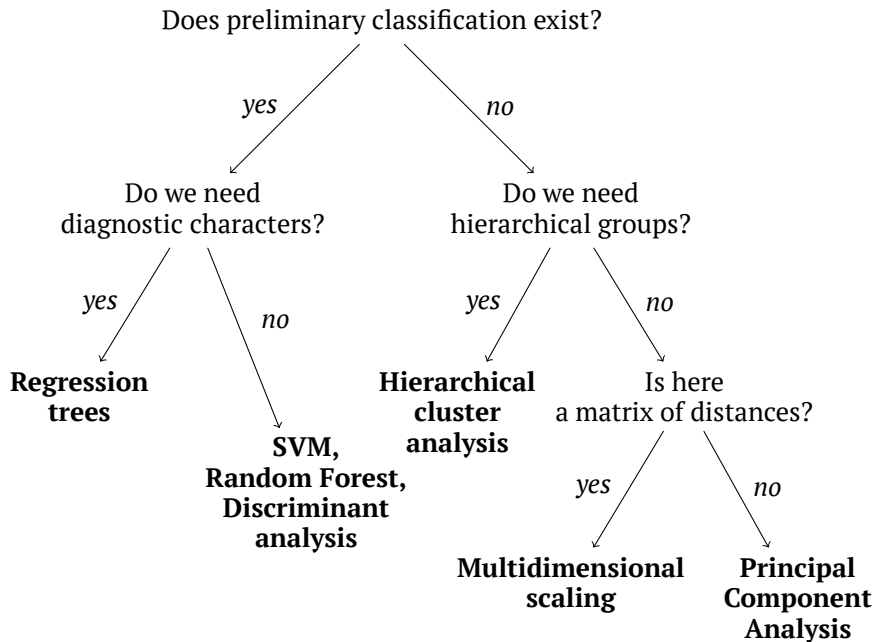 Does preliminary classification exist?
yes
no
Do we need
diagnostic characters?
Do we need
hierarchical groups?
yes
no
yes
no
Regression
trees
SVM,
Random Forest,
Discriminant
analysis
Hierarchical
cluster
analysis
Is here
a matrix of distances?
yes
no
Multidimensional
scaling
Principal
Component
Analysis